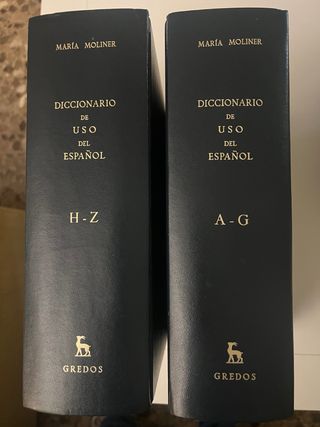 MARÍA MOLINER
DICCIONARIO
DE
USO
DEL
ESPAÑOL
H-Z
GREDOS
MARÍA MOLINER
DICCIONARIO
DE
USO
DEL
ESPAÑOL
A-G
GREDOS